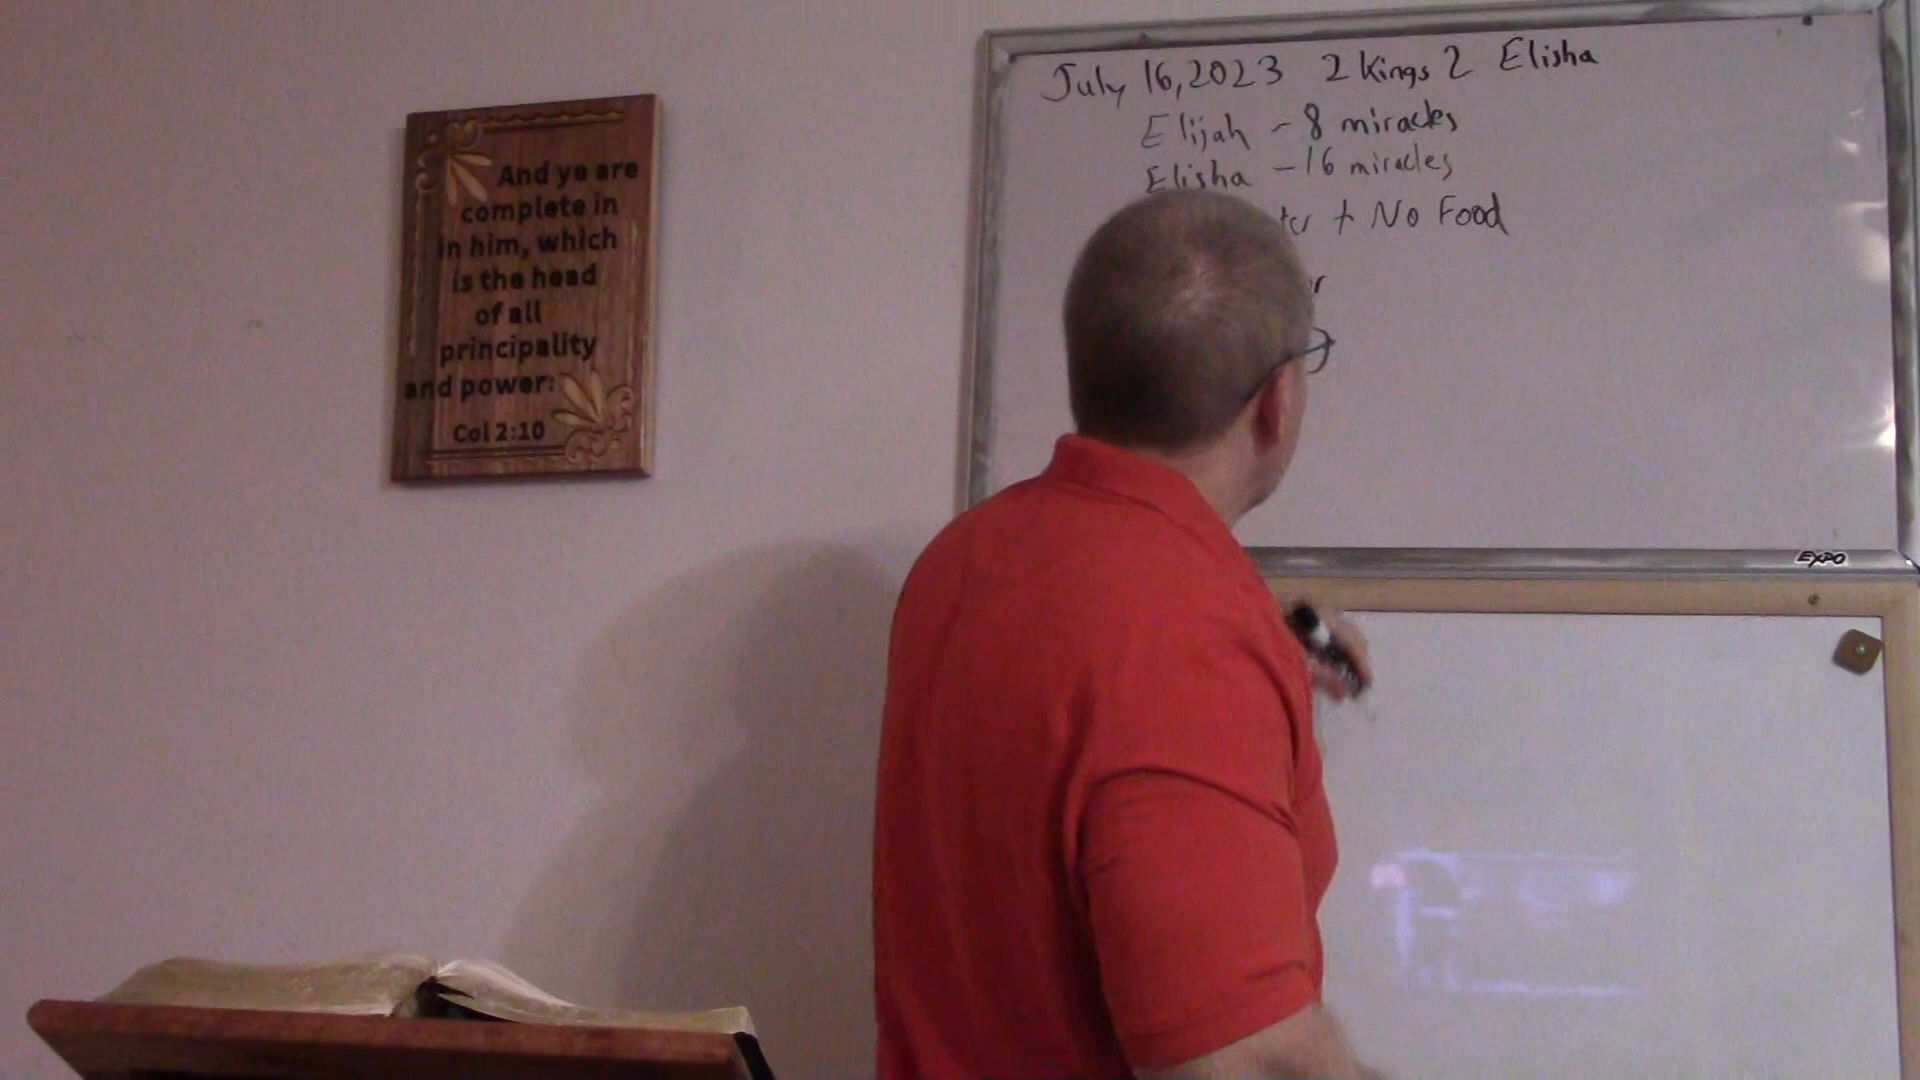 And ye are
complete in
in him, which
is the head
of all
principality
and power:
Col 2:10
July 16, 2023 2 Kings 2 Elisha
Elijah - 8 miracles
Elisha - 16 miracles
+ No Food
EXPO